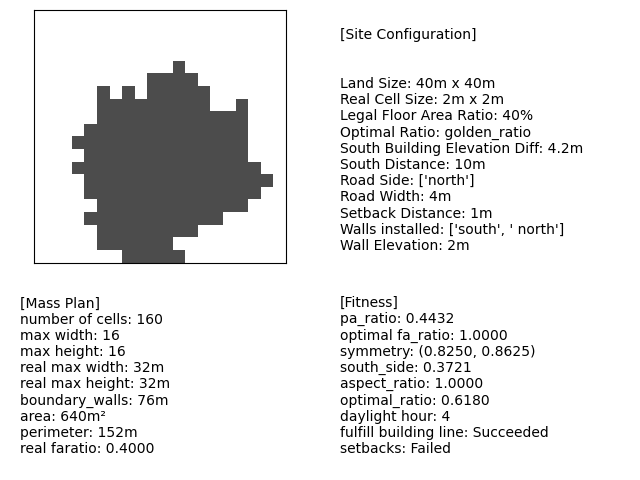 [Site Configuration]
Land Size: 40m x 40m
Real Cell Size: 2m x 2m
Legal Floor Area Ratio: 40%
Optimal Ratio: golden_ratio
South Building Elevation Diff: 4.2m
South Distance: 10m
Road Side: ['north']
Road Width: 4m
Setback Distance: 1m
Walls installed: ['south', ' north']
Wall Elevation: 2m
[Mass Plan]
number of cells: 160
max width: 16
max height: 16
real max width: 32m
real max height: 32m
boundary_walls: 76m
area: 640m²
perimeter: 152m
real faratio: 0.4000
[Fitness]
pa_ratio: 0.4432
optimal fa_ratio: 1.0000
symmetry: (0.8250, 0.8625)
south_side: 0.3721
aspect_ratio: 1.0000
optimal_ratio: 0.6180
daylight hour: 4
fulfill building line: Succeeded
setbacks: Failed